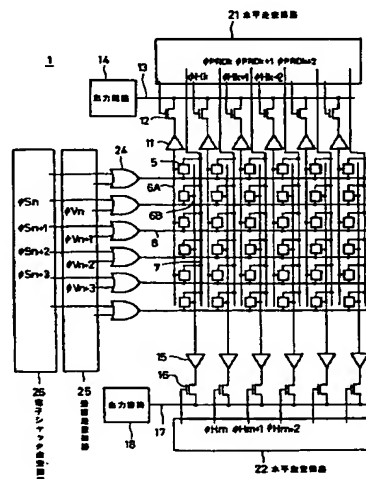 21 水平走査回路
14
1
13
φPRDk φPRDk+1 φPRDk+2
φHk φHk+1 φHk+2
出力回路
12
11
24
5
6A
6B
8
7
φSn
φSn+1
φSn+2
φSn+3
φVn
φVn+1
φVn+2
φVn+3
15
16
17
18
出力回路
φHm φHm+1 φHm+2
22 水平走査回路
25 垂直走査回路
26 電子シャッタ走査回路